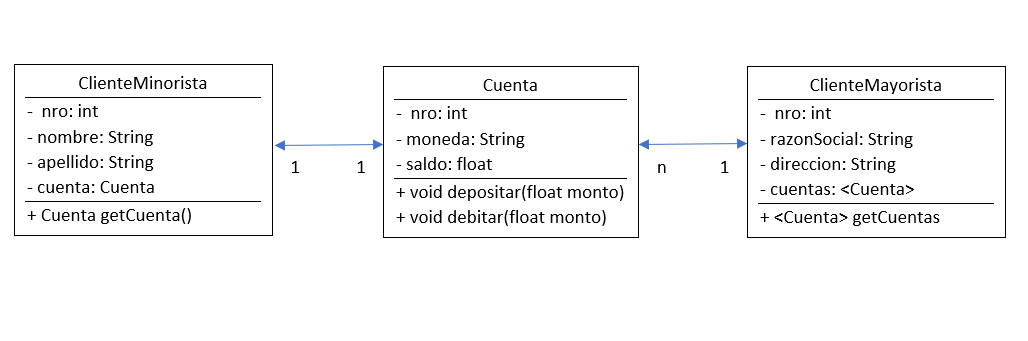 ClienteMinorista
- nro: int
- nombre: String
- apellido: String
- cuenta: Cuenta
+ Cuenta getCuenta()
1
1
Cuenta
- nro: int
- moneda: String
- saldo: float
+ void depositar(float monto)
+ void debitar(float monto)
n
1
ClienteMayorista
- nro: int
- razonSocial: String
- direccion: String
- cuentas: <Cuenta>
+ <Cuenta> getCuentas